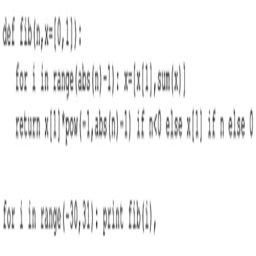 def fib(n,x=[0,1]):
for i in range(abs(n)-1): x=[x[1],sum(x)]
return x[1]*pow(-1,abs(n)-1) if n<0 else x[1] if n else 0
for i in range(-30,31): print fib(i),